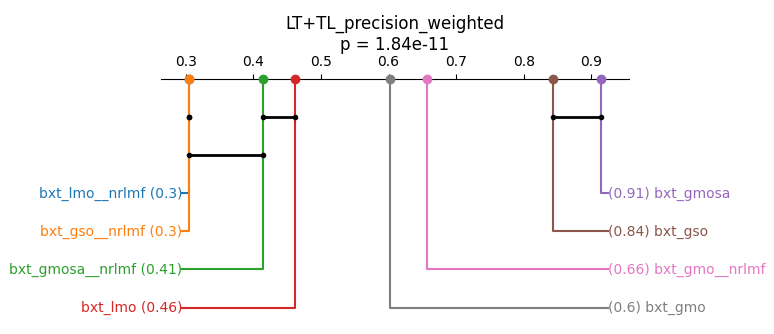 LT+TL_precision_weighted
p = 1.84e-11
0.3 0.4 0.5 0.6 0.7 0.8 0.9
bxt_lmo__nrlmf (0.3) (0.91) bxt_gmosa
bxt_gso__nrlmf (0.3) (0.84) bxt_gso
bxt_gmosa__nrlmf (0.41) (0.66) bxt_gmo__nrlmf
bxt_lmo (0.46) (0.6) bxt_gmo